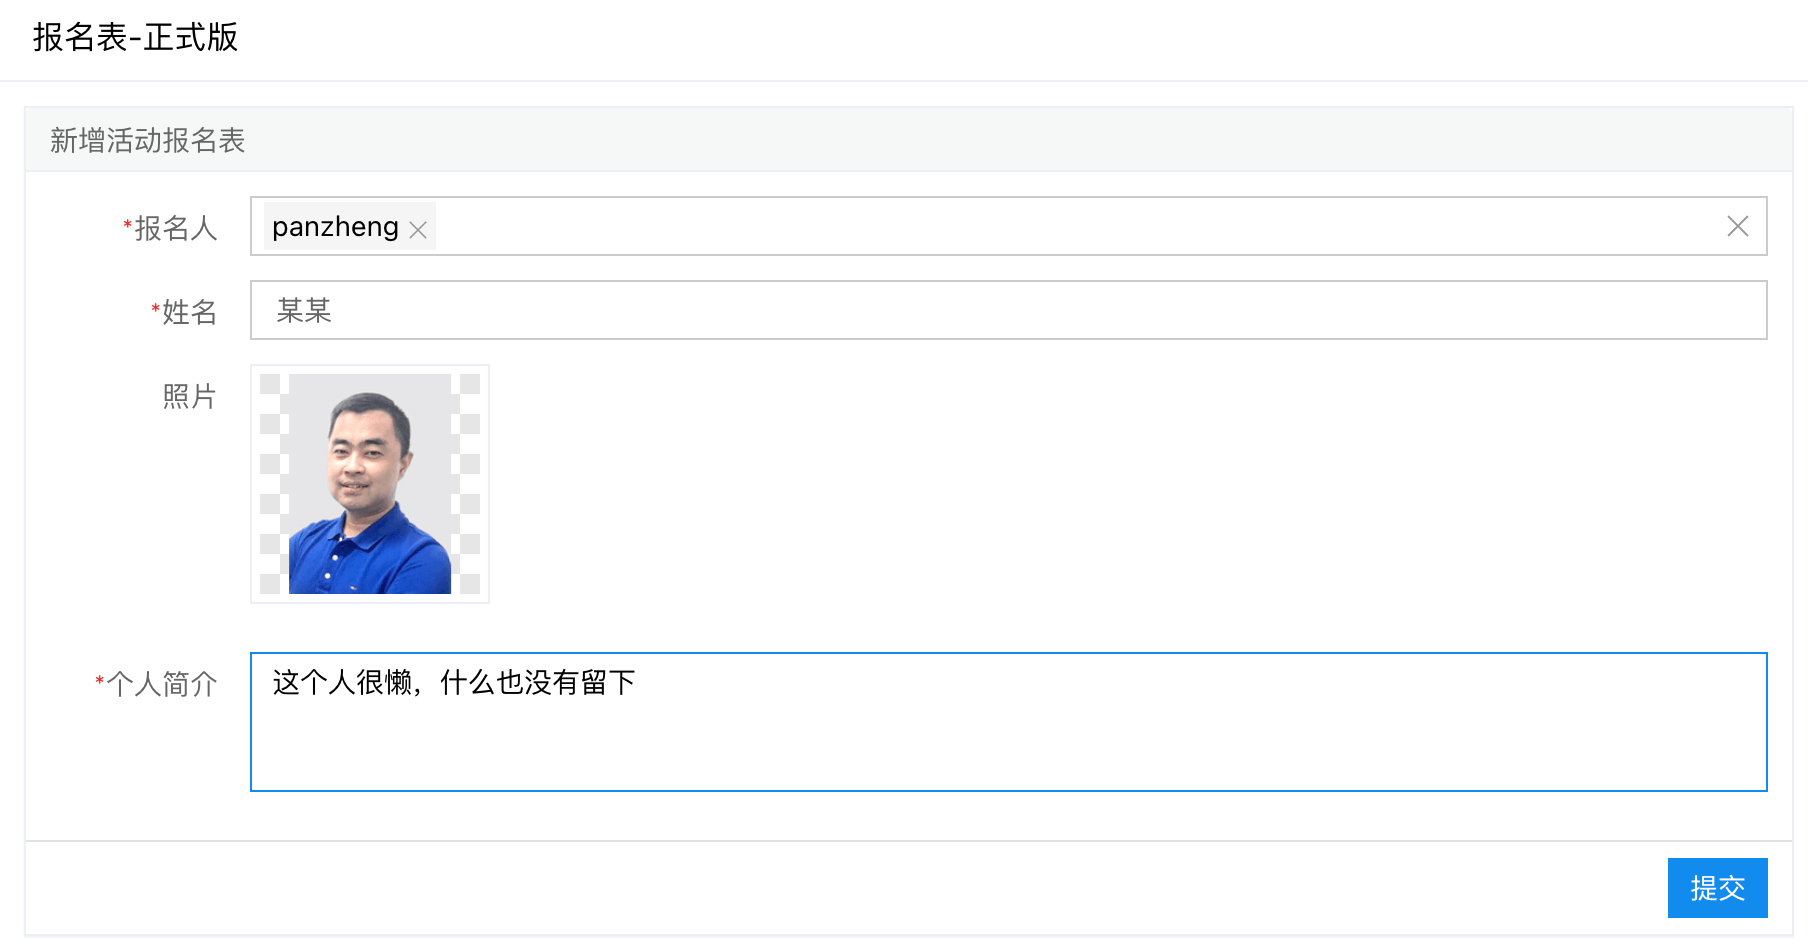 报名表-正式版
新增活动报名表
*报名人 panzheng
*姓名 某某
照片
*个人简介 这个人很懒，什么也没有留下
提交